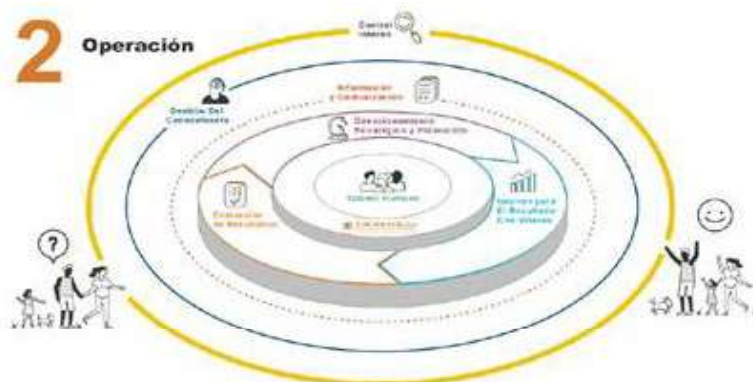 2 Operación
Control
Interno
Información
y Comunicación
Gestión Del
Conocimiento
Direccionamiento
Estratégico y Planeación
Talento Humano
Evaluación
de Resultados
Gestión para
El Resultado
Con Valores
?